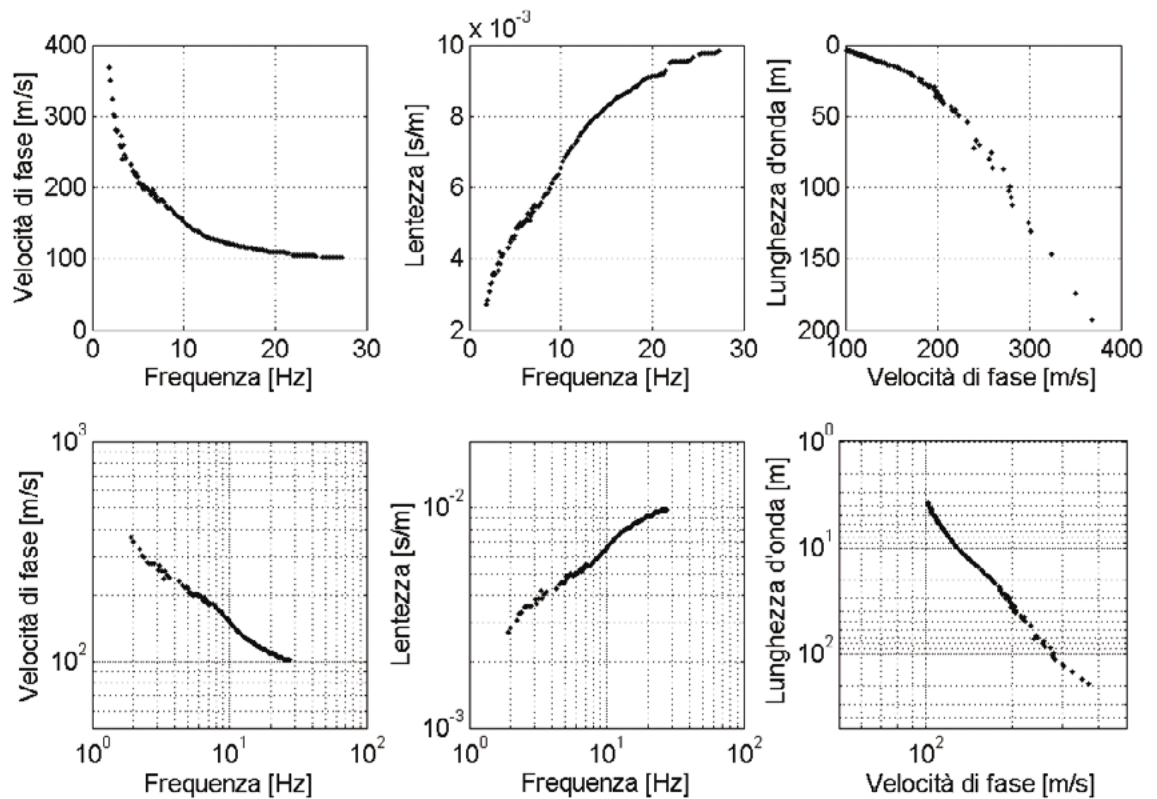 400
300
200
100
0
Velocità di fase [m/s]
0 10 20 30
Frequenza [Hz]
x 10⁻³
10
8
6
4
2
Lentezza [s/m]
0 10 20 30
Frequenza [Hz]
0
50
100
150
200
Lunghezza d'onda [m]
100 200 300 400
Velocità di fase [m/s]
10³
10²
Velocità di fase [m/s]
10⁰ 10¹ 10²
Frequenza [Hz]
10⁻²
10⁻³
Lentezza [s/m]
10⁰ 10¹ 10²
Frequenza [Hz]
10⁰
10¹
10²
Lunghezza d'onda [m]
10²
Velocità di fase [m/s]